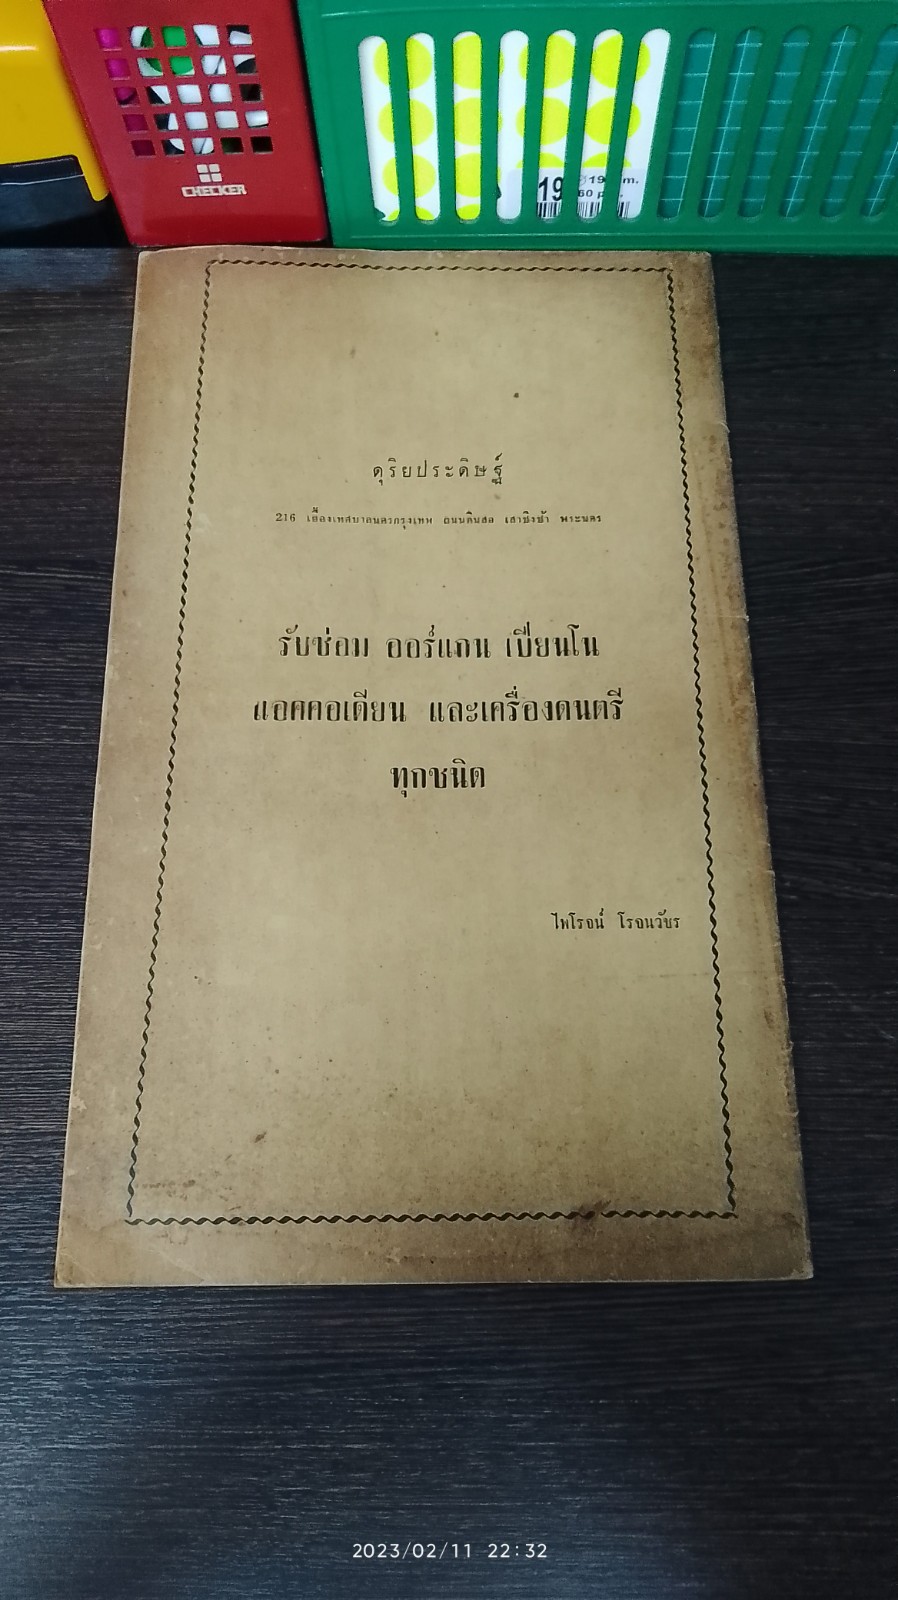 CHECKER
19
ดุริยประดิษฐ์
216 เยื้องเทศบาลนครกรุงเทพ ถนนดินสอ เสาชิงช้า พระนคร
รับซ่อม ออร์แกน เปียนโน
แอคคอเดียน และเครื่องดนตรี
ทุกชนิด
ไพโรจน์ โรจนวัชร
2023/02/11 22:32